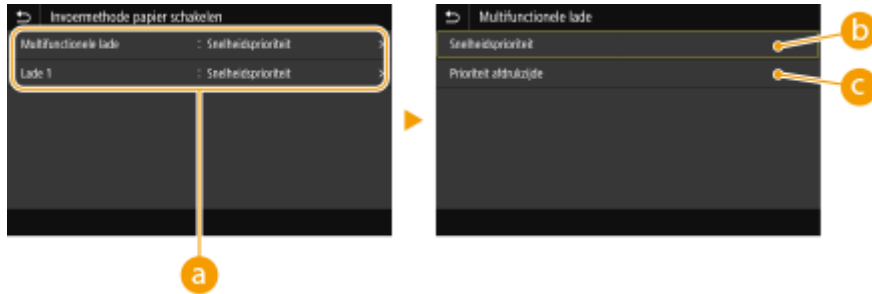 Invoermethode papier schakelen
Multifunctionele lade : Snelheidsprioriteit >
Lade 1 : Snelheidsprioriteit >
a
Multifunctionele lade
Snelheidsprioriteit
Prioriteit afdrukzijde
b
c